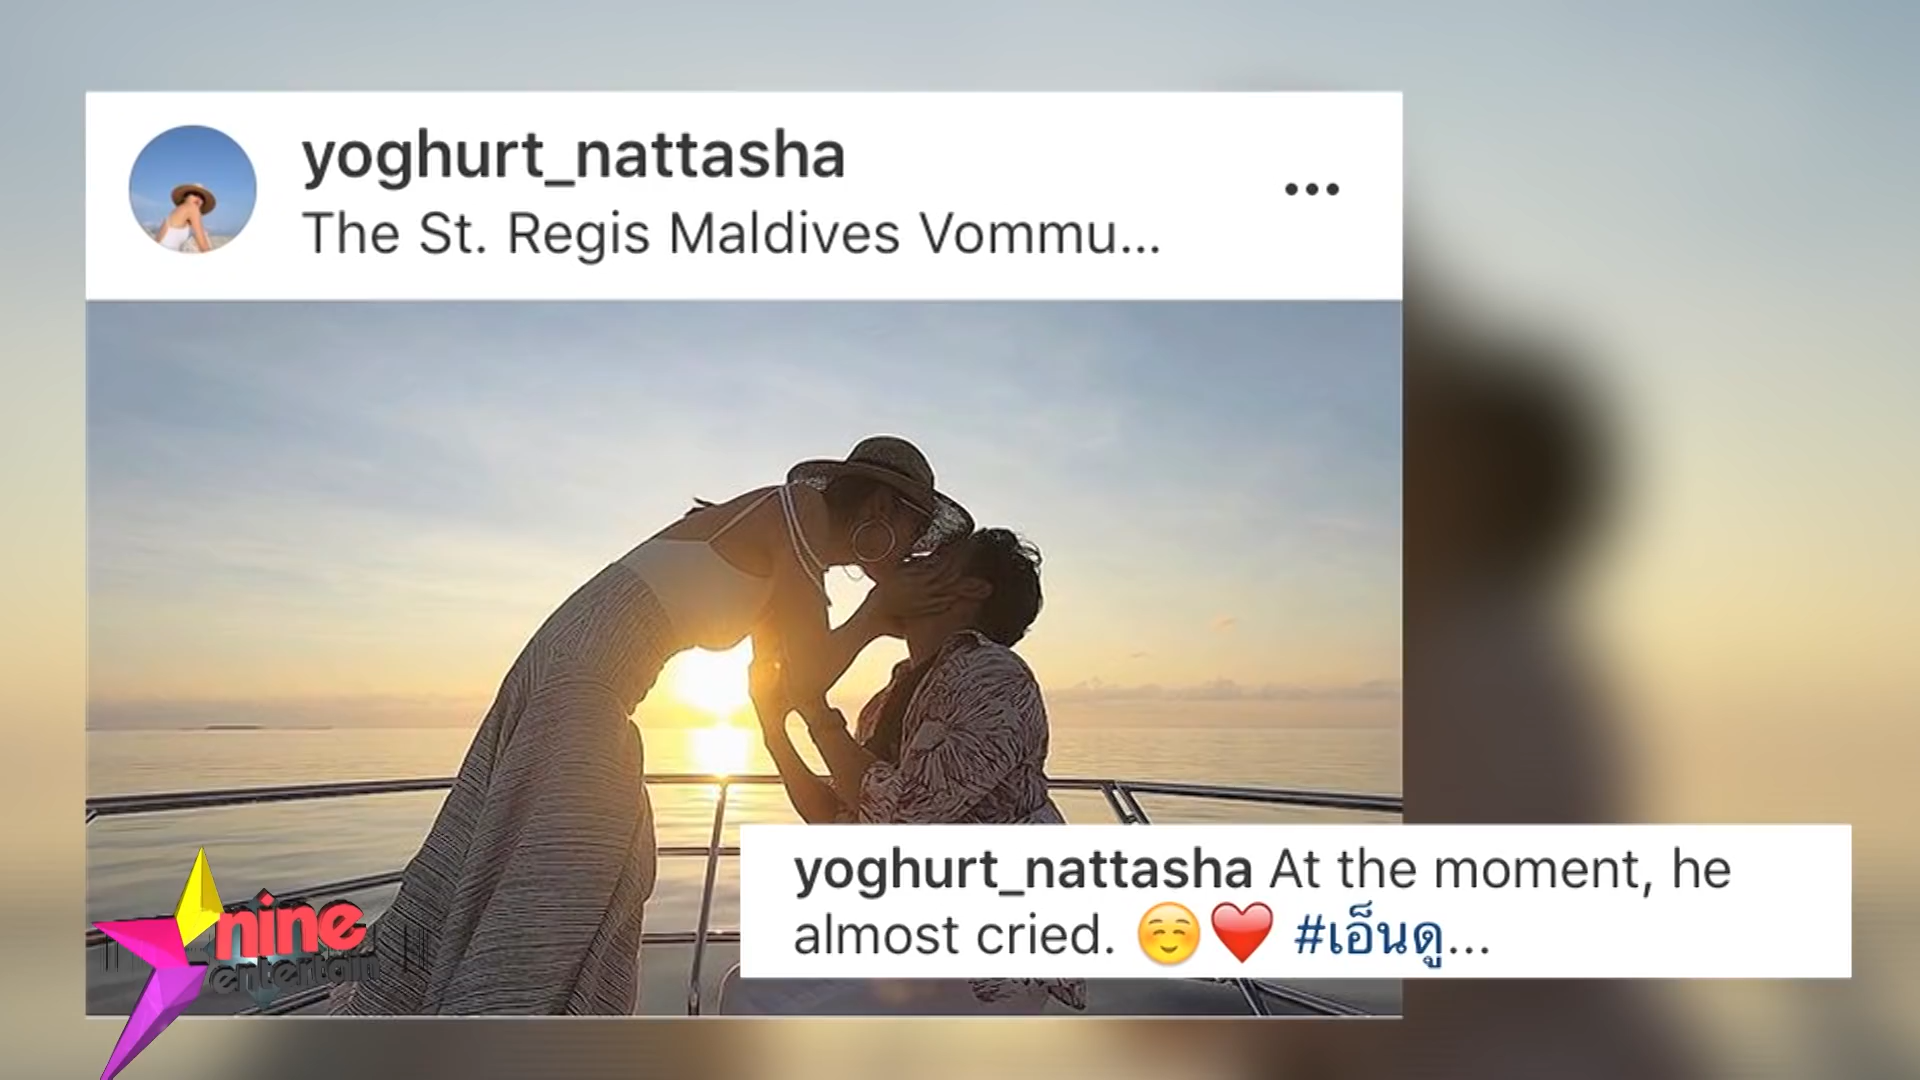 yoghurt_nattasha
The St. Regis Maldives Vommu...
yoghurt_nattasha At the moment, he
almost cried. ☺️❤️ #เอ็นดู...
nine
entertain